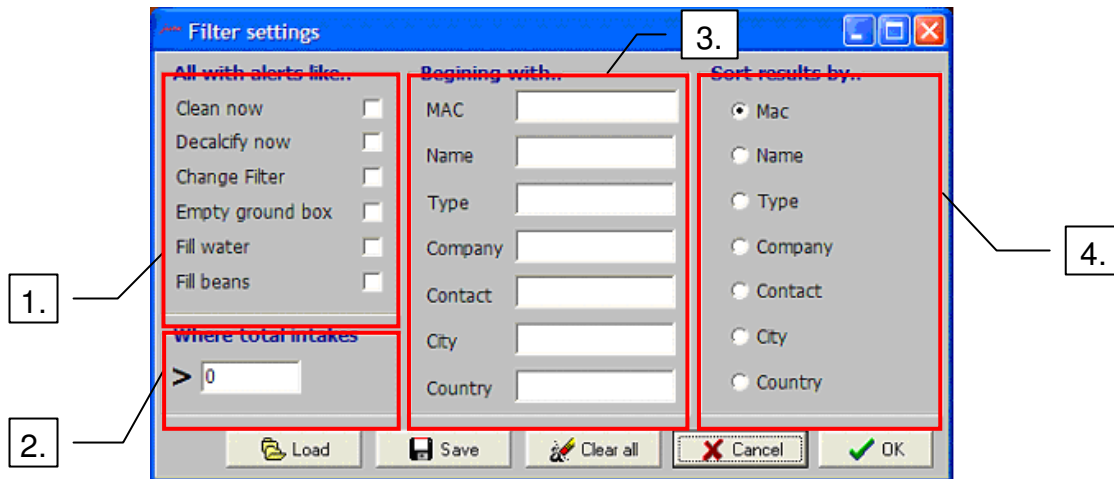 Filter settings
3.
All with alerts like..
Clean now
Decalcify now
Change Filter
Empty ground box
Fill water
Fill beans
1.
Where total intakes
> 0
2.
Begining with..
MAC
Name
Type
Company
Contact
City
Country
Sort results by..
Mac
Name
Type
Company
Contact
City
Country
4.
Load
Save
Clear all
Cancel
OK